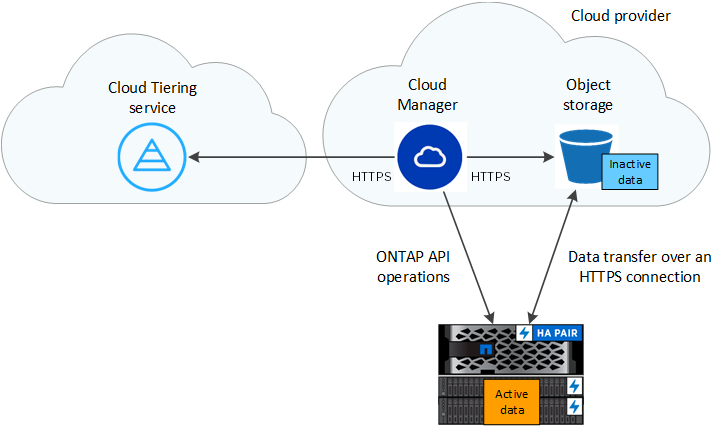 Cloud provider
Cloud Tiering
service
Cloud
Manager
Object
storage
Inactive
data
HTTPS
HTTPS
ONTAP API
operations
Data transfer over an
HTTPS connection
HA PAIR
Active
data